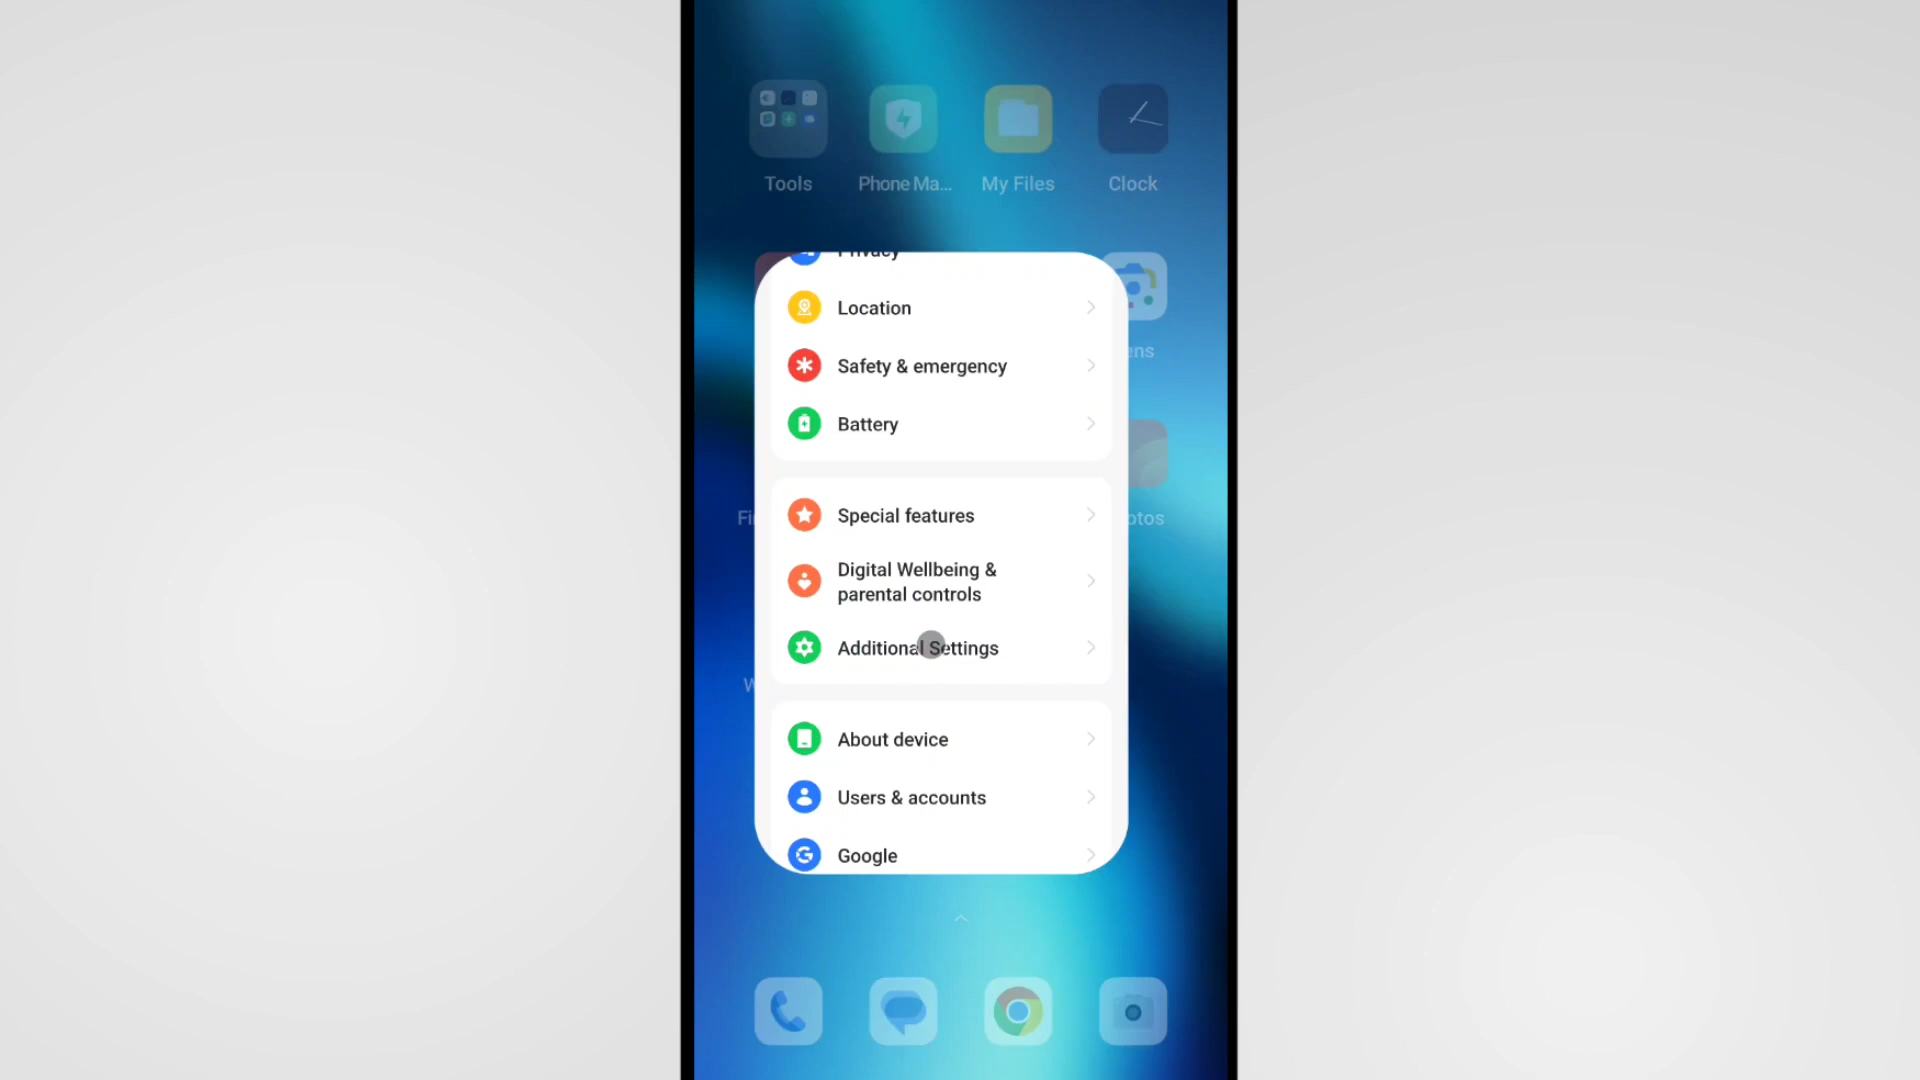 Tools
Phone Ma...
My Files
Clock
Privacy
Location
Safety & emergency
Battery
Special features
Digital Wellbeing &
parental controls
Additional Settings
About device
Users & accounts
Google